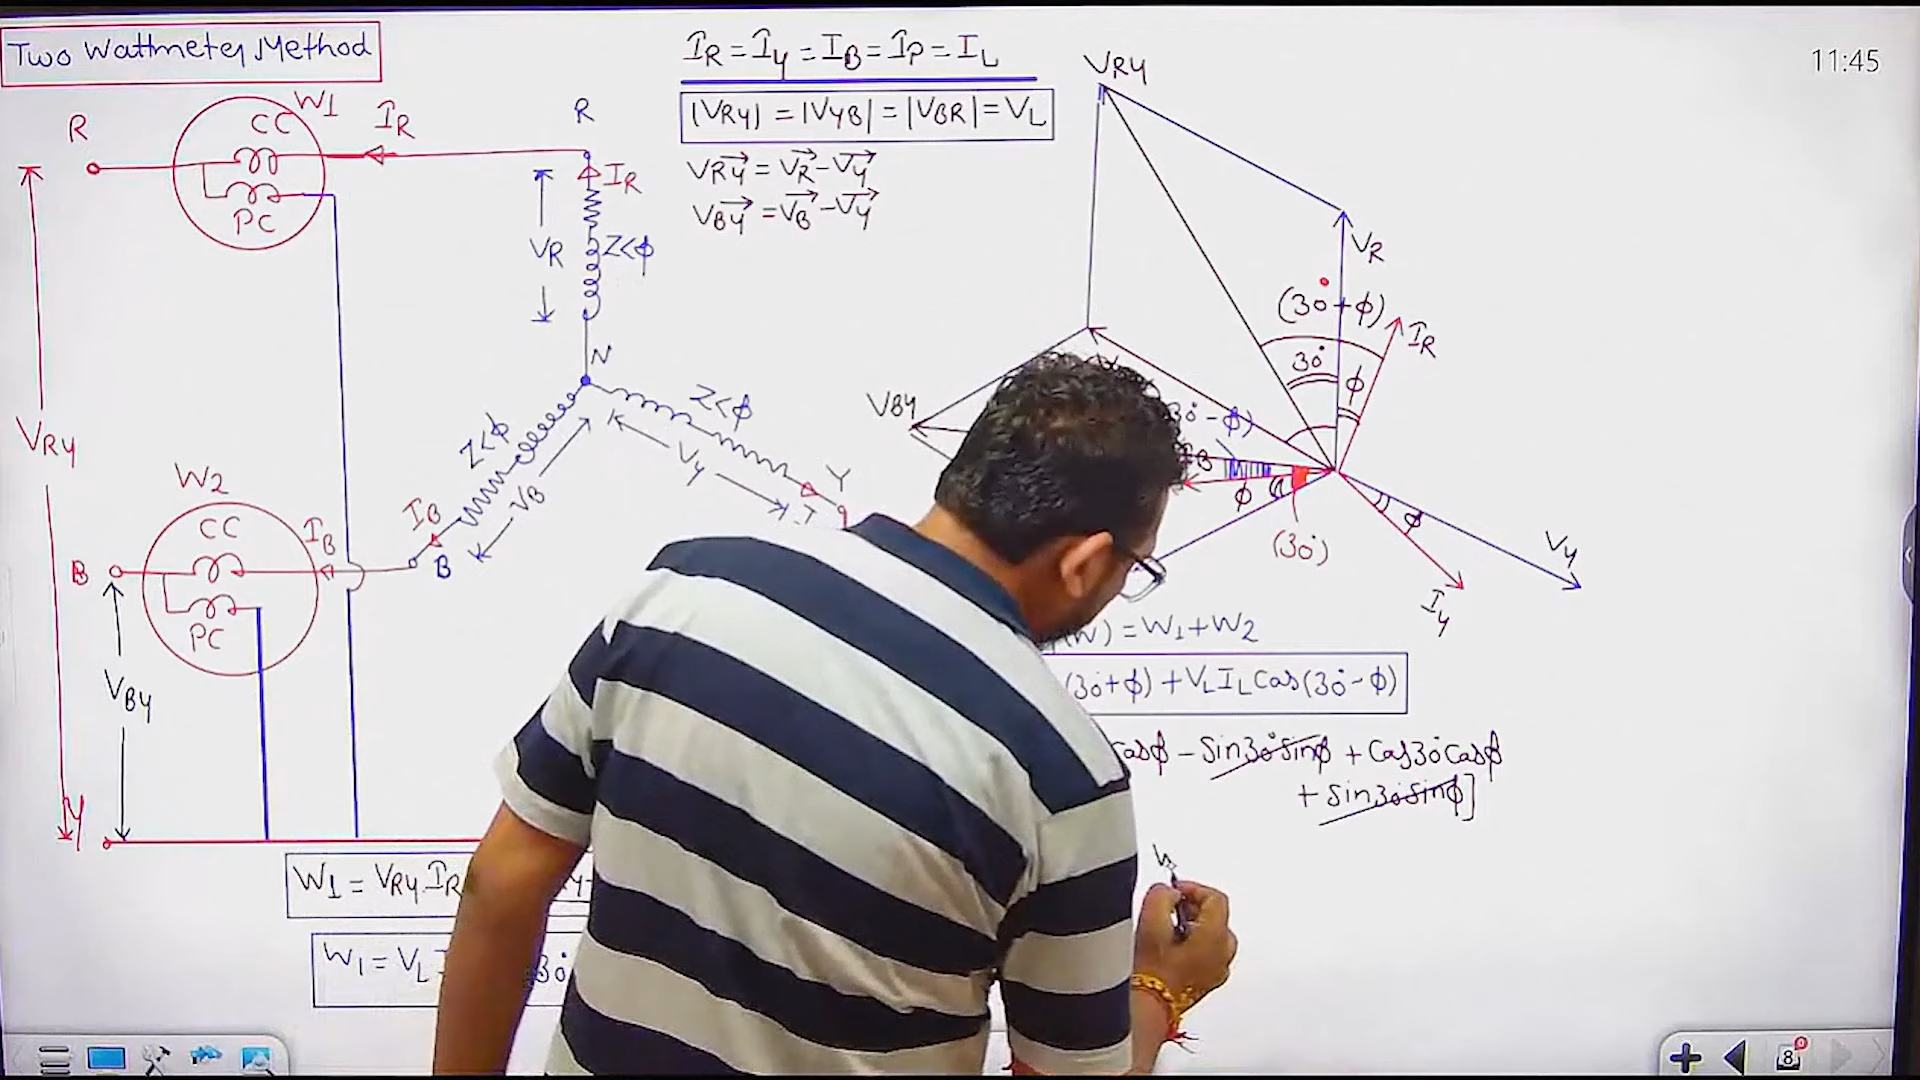 Two Wattmeter Method
R
W1
CC
PC
IR
R
VR
IR
Z<ϕ
N
Z<ϕ
Z<ϕ
VB
Vy
Y
IB
B
VRy
W2
CC
PC
IB
B
VBy
Y
W1 = VRy.IR
W1 = VL
30°
IR = Iy = IB = IP = IL
|VRy| = |VyB| = |VBR| = VL
VRy = VR - Vy
VBy = VB - Vy
11:45
VRy
VR
(30°+ϕ)
IR
30°
ϕ
VBy
30°-ϕ)
B
ϕ
(30°)
ϕ
Vy
Iy
(W) = W1+W2
(30°+ϕ) + VLILCos(30°-ϕ)
cosϕ - sin30°sinϕ + Cos30°cosϕ
+ sin30°sinϕ]
8